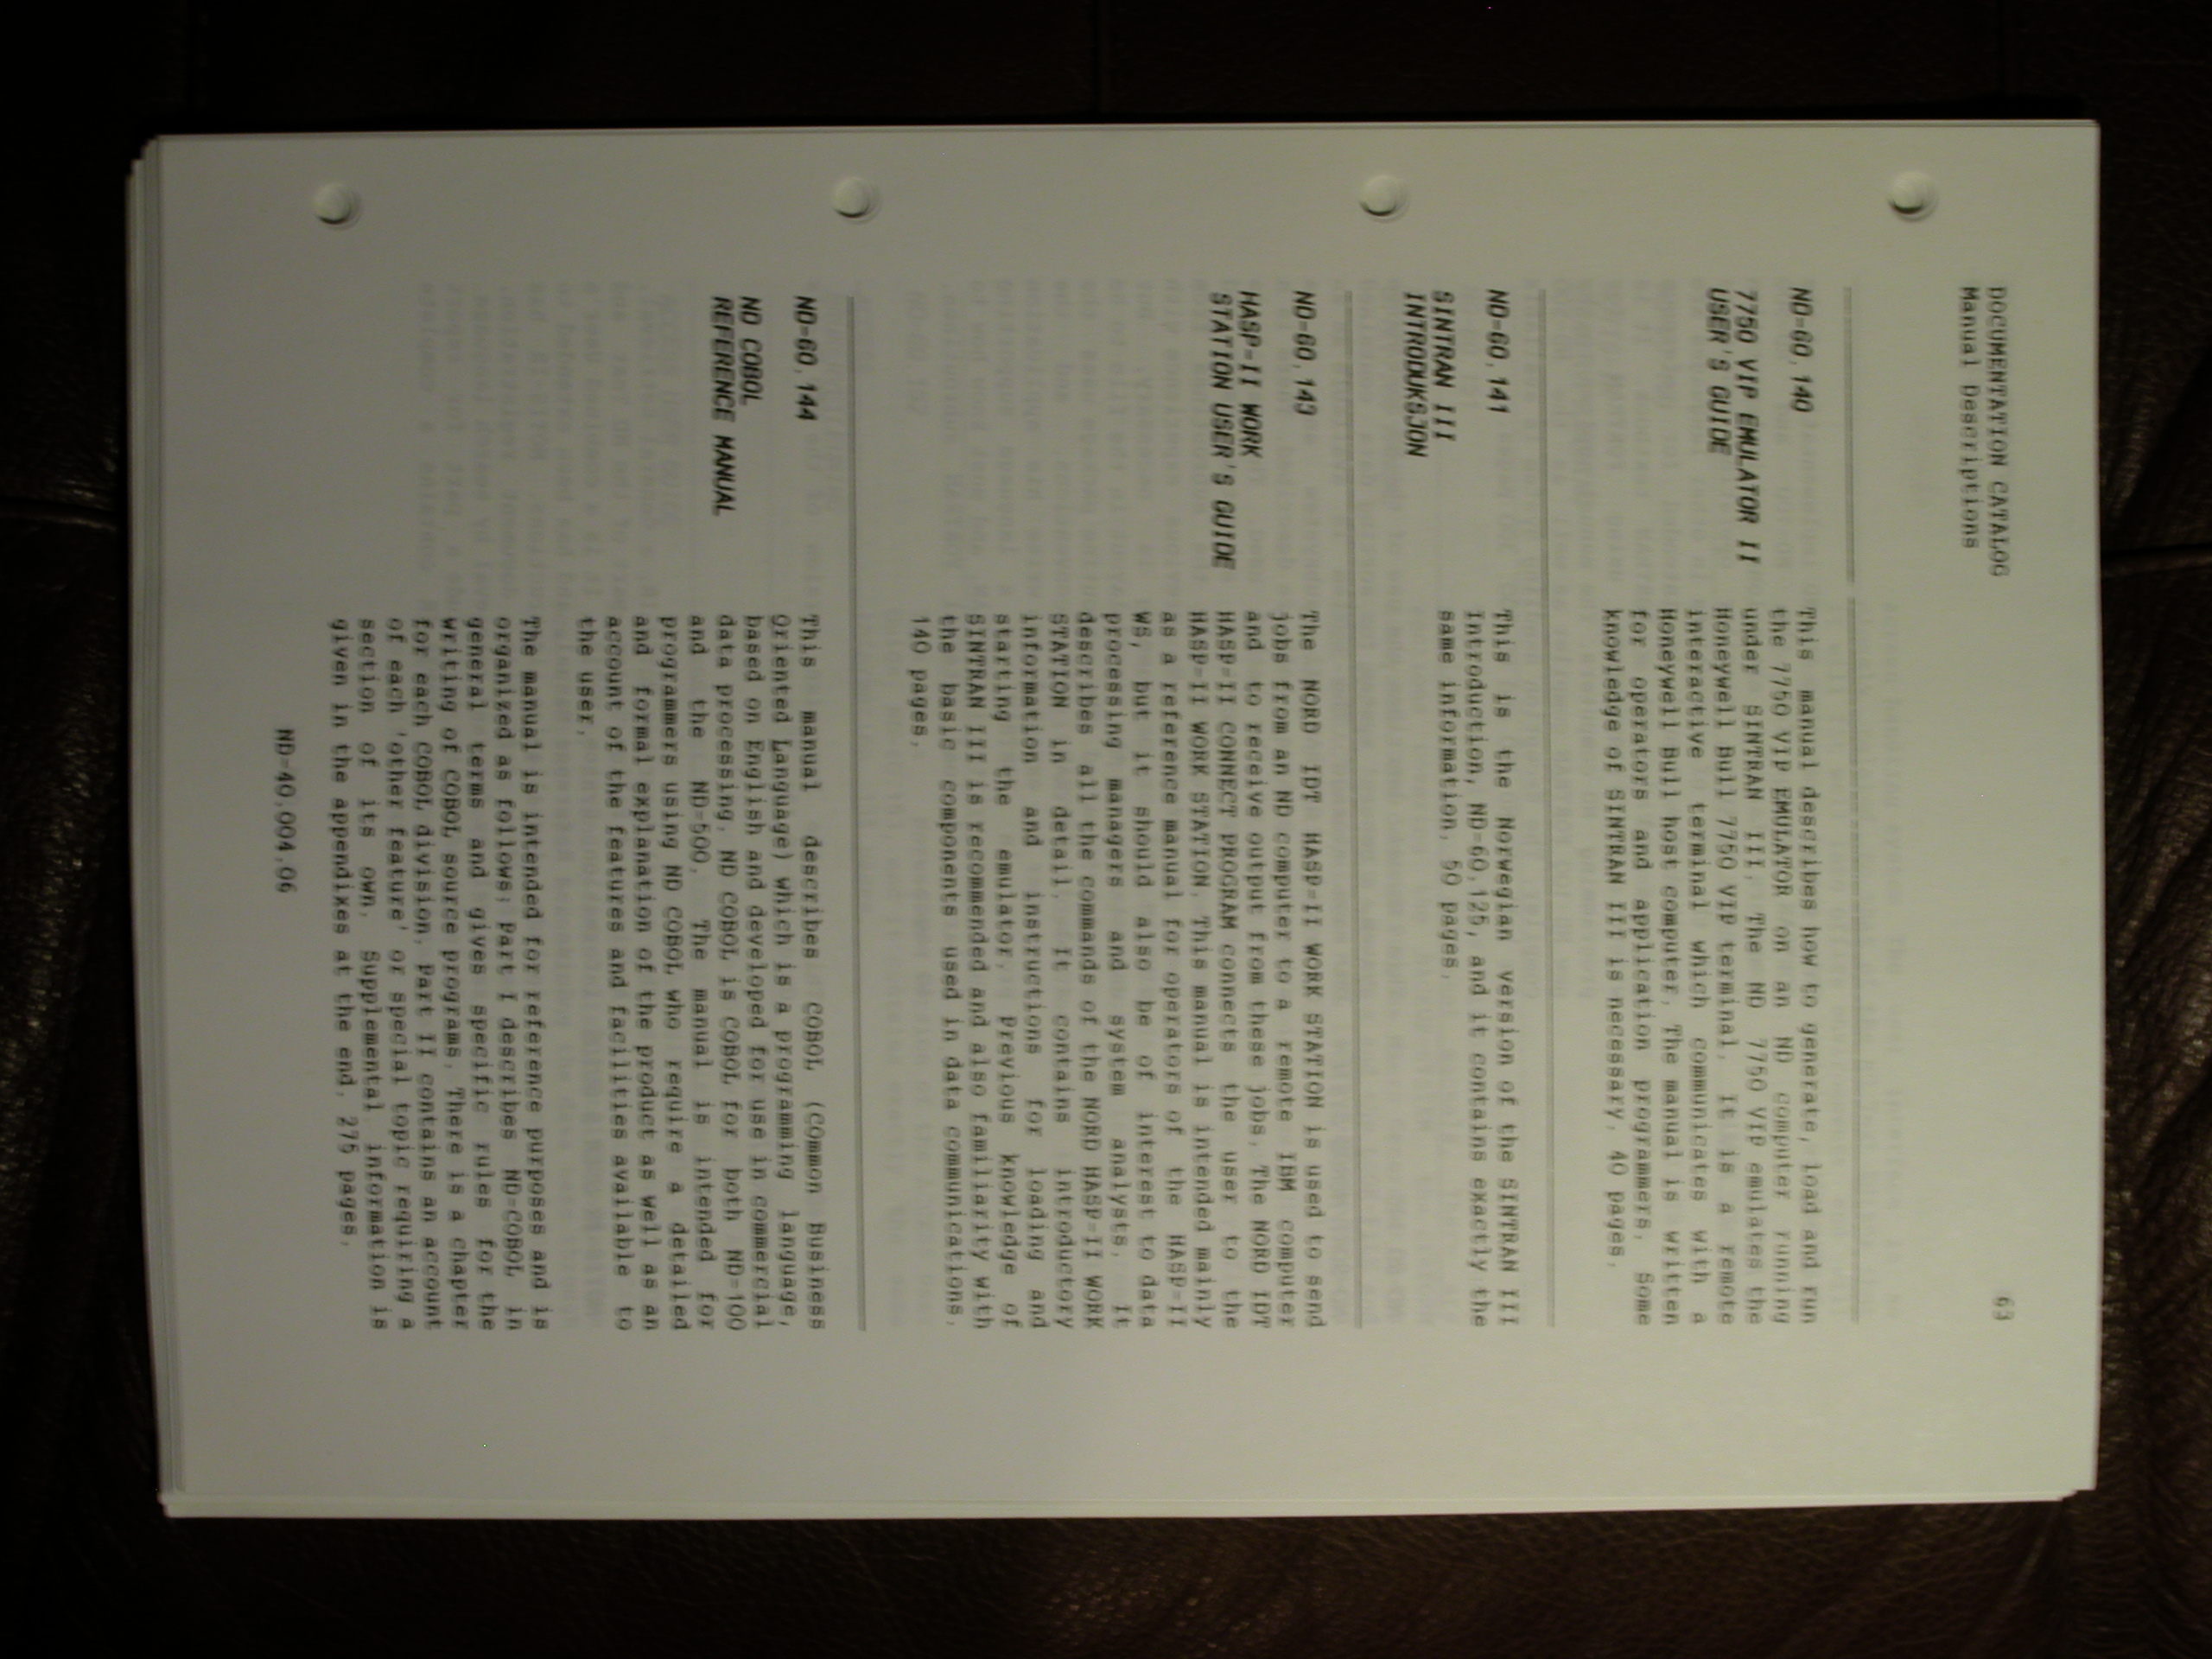 DOCUMENTATION CATALOG 63
Manual Descriptions
ND-60.140
7750 VIP EMULATOR II
USER'S GUIDE
This manual describes how to generate, load and run
the 7750 VIP EMULATOR on an ND computer running
under SINTRAN III. The ND 7750 VIP emulates the
Honeywell Bull 7750 VIP terminal. It is a remote
interactive terminal which communicates with a
Honeywell Bull host computer. The manual is written
for operators and application programmers. Some
knowledge of SINTRAN III is necessary. 40 pages.
ND-60.141
SINTRAN III
INTRODUKSJON
This is the Norwegian version of the SINTRAN III
Introduction, ND-60.125, and it contains exactly the
same information. 50 pages.
ND-60.143
HASP-II WORK
STATION USER'S GUIDE
The NORD IDT HASP-II WORK STATION is used to send
jobs from an ND computer to a remote IBM computer
and to receive output from these jobs. The NORD IDT
HASP-II CONNECT PROGRAM connects the user to the
HASP-II WORK STATION. This manual is intended mainly
as a reference manual for operators of the HASP-II
WS, but it should also be of interest to data
processing managers and system analysts. It
describes all the commands of the NORD HASP-II WORK
STATION in detail. It contains introductory
information and instructions for loading and
starting the emulator. Previous knowledge of
SINTRAN III is recommended and also familiarity with
the basic components used in data communications.
140 pages.
ND-60.144
ND COBOL
REFERENCE MANUAL
This manual describes COBOL (COmmon Business
Oriented Language) which is a programming language,
based on English and developed for use in commercial
data processing. ND COBOL is COBOL for both ND-100
and the ND-500. The manual is intended for
programmers using ND COBOL who require a detailed
and formal explanation of the product as well as an
account of the features and facilities available to
the user.
The manual is intended for reference purposes and is
organized as follows; part I describes ND-COBOL in
general terms and gives specific rules for the
writing of COBOL source programs. There is a chapter
for each COBOL division. Part II contains an account
of each 'other feature' or special topic requiring a
section of its own. Supplemental information is
given in the appendixes at the end. 275 pages.
ND-40.004.06